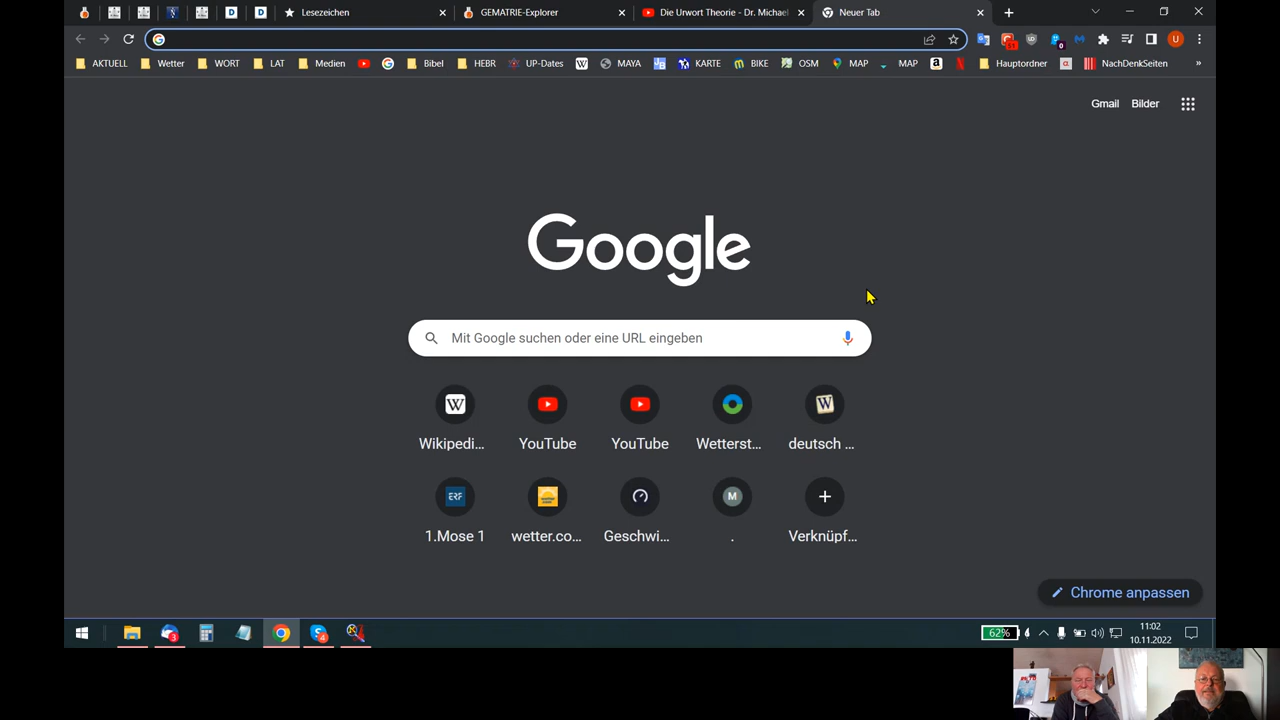 Lesezeichen
GEMATRIE-Explorer
Die Urwort Theorie - Dr. Michael
Neuer Tab
AKTUELL
Wetter
WORT
LAT
Medien
Bibel
HEBR
UP-Dates
MAYA
KARTE
BIKE
OSM
MAP
MAP
Hauptordner
NachDenkSeiten
Gmail
Bilder
Google
Mit Google suchen oder eine URL eingeben
Wikipedi...
YouTube
YouTube
Wetterst...
deutsch ...
ERF
M
1.Mose 1
wetter.co...
Geschwi...
.
Verknüpf...
Chrome anpassen
62%
11:02
10.11.2022